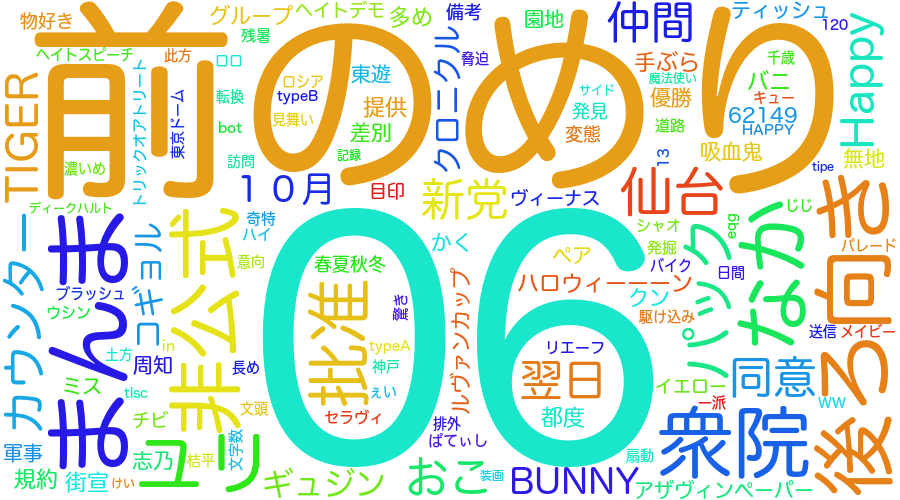 物好き
グループ
ヘイトデモ
多め
備考
園地
仲間
ティッシュ
120
残暑
ヘイトスピーチ
此方
ロロ
東遊
脅迫
手ぶら
千歳
Happy
TIGER
前のめり
トリックオアトリート
東京ドーム
転換
ロシア
typeB
提供
クロニクル
サイド
発見
魔法使い
優勝
バニ
キュー
62149
bot
見舞い
差別
変態
道路
HAPPY
濃いめ
訪問
記録
13
吸血鬼
無地
tipe
10月
目印
新党
ヴィーナス
仙台
ディークハルト
奇特
ハイ
シャオ
egg
じじ
後ろ向き
まんま
コギョル
非公式
意向
春夏秋冬
06
かく
ペア
発掘
パック
なか
パレード
カウンター
ブラッシュ
ウシン
批准
驚き
ルヴァンカップ
ハロウィーーーン
バイク
日間
クン
駆け込み
送信
メイビー
土方
in
typeA
リエーフ
周知
長め
神戸
ぇい
翌日
ミス
tlsc
イエロー
同意
チビ
文頭
セラヴィ
都度
一派
WW
ユニ
文字数
排外
ぱてぃし
衆院
軍事
志乃
桔平
扇動
規約
街宣
けい
ギュジン
おこ
装画
BUNNY
アザヴィンペーパー